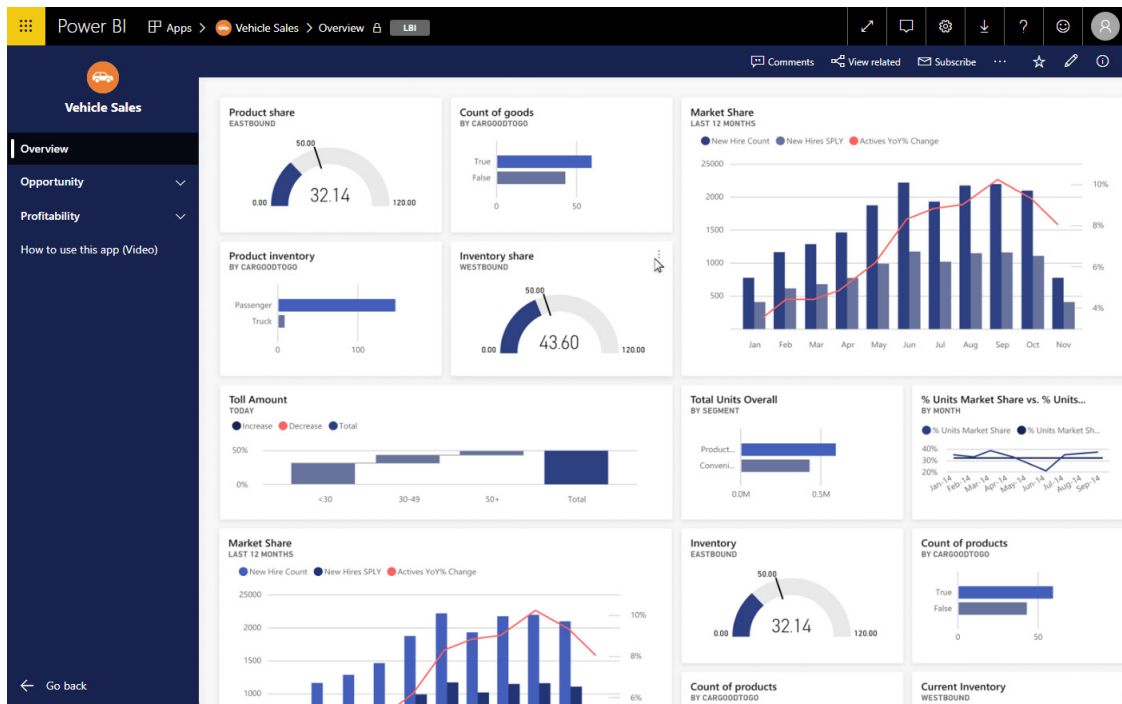 Power BI Apps > Vehicle Sales > Overview LBI ?
Comments View related Subscribe ...
Vehicle Sales
Overview
Opportunity
Profitability
How to use this app (Video)
Go back
Product share
EASTBOUND
50.00
32.14
0.00 120.00
Count of goods
BY CARGOODTOGO
True
False
0 50
Market Share
LAST 12 MONTHS
New Hire Count New Hires SPLY Actives YoY% Change
25000
2000 10%
1500 8%
1000 6%
500 4%
Jan Feb Mar Apr May Jun Jul Aug Sep Oct Nov
Product inventory
BY CARGOODTOGO
Passenger
Truck
0 100
Inventory share
WESTBOUND
50.00
43.60
0.00 120.00
Toll Amount
TODAY
Increase Decrease Total
50%
0%
<30 30-49 50+ Total
Total Units Overall
BY SEGMENT
Product...
Conveni...
0.0M 0.5M
% Units Market Share vs. % Units...
BY MONTH
% Units Market Share % Units Market Sh...
40%
30%
20%
Jan-14 Feb-14 Mar-14 Apr-14 May-14 Jun-14 Jul-14 Aug-14 Sep-14
Market Share
LAST 12 MONTHS
New Hire Count New Hires SPLY Actives YoY% Change
25000
2000 10%
1500 8%
1000 6%
Inventory
EASTBOUND
50.00
32.14
0.00 120.00
Count of products
BY CARGOODTOGO
True
False
0 50
Count of products
BY CARGOODTOGO
Current Inventory
WESTBOUND